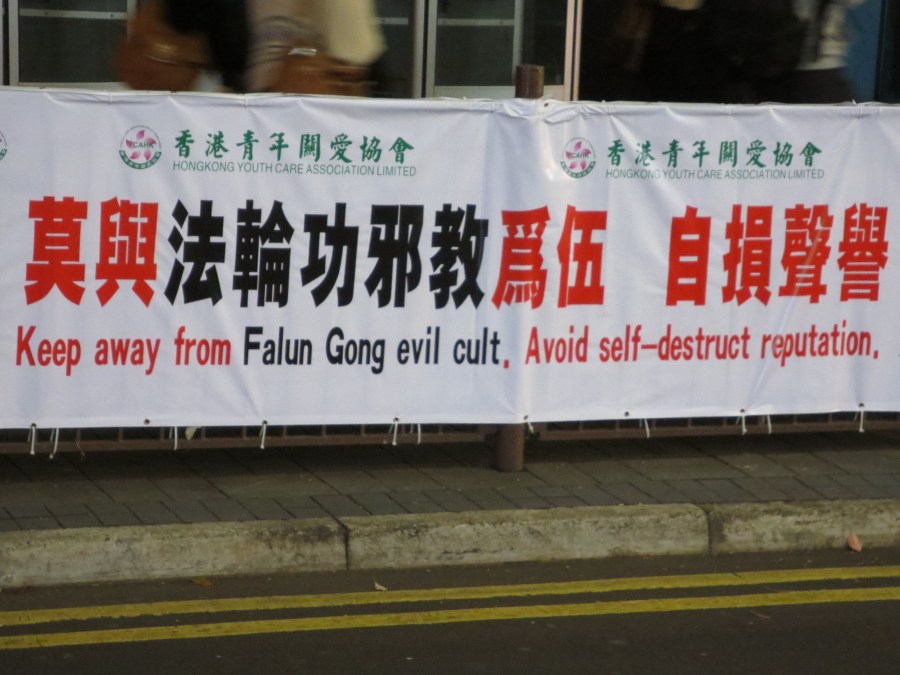 香港青年關愛協會
HONGKONG YOUTH CARE ASSOCIATION LIMITED
香港青年關愛協會
HONGKONG YOUTH CARE ASSOCIATION LIMITED
莫與法輪功邪教爲伍 自損聲譽
Keep away from Falun Gong evil cult. Avoid self-destruct reputation.